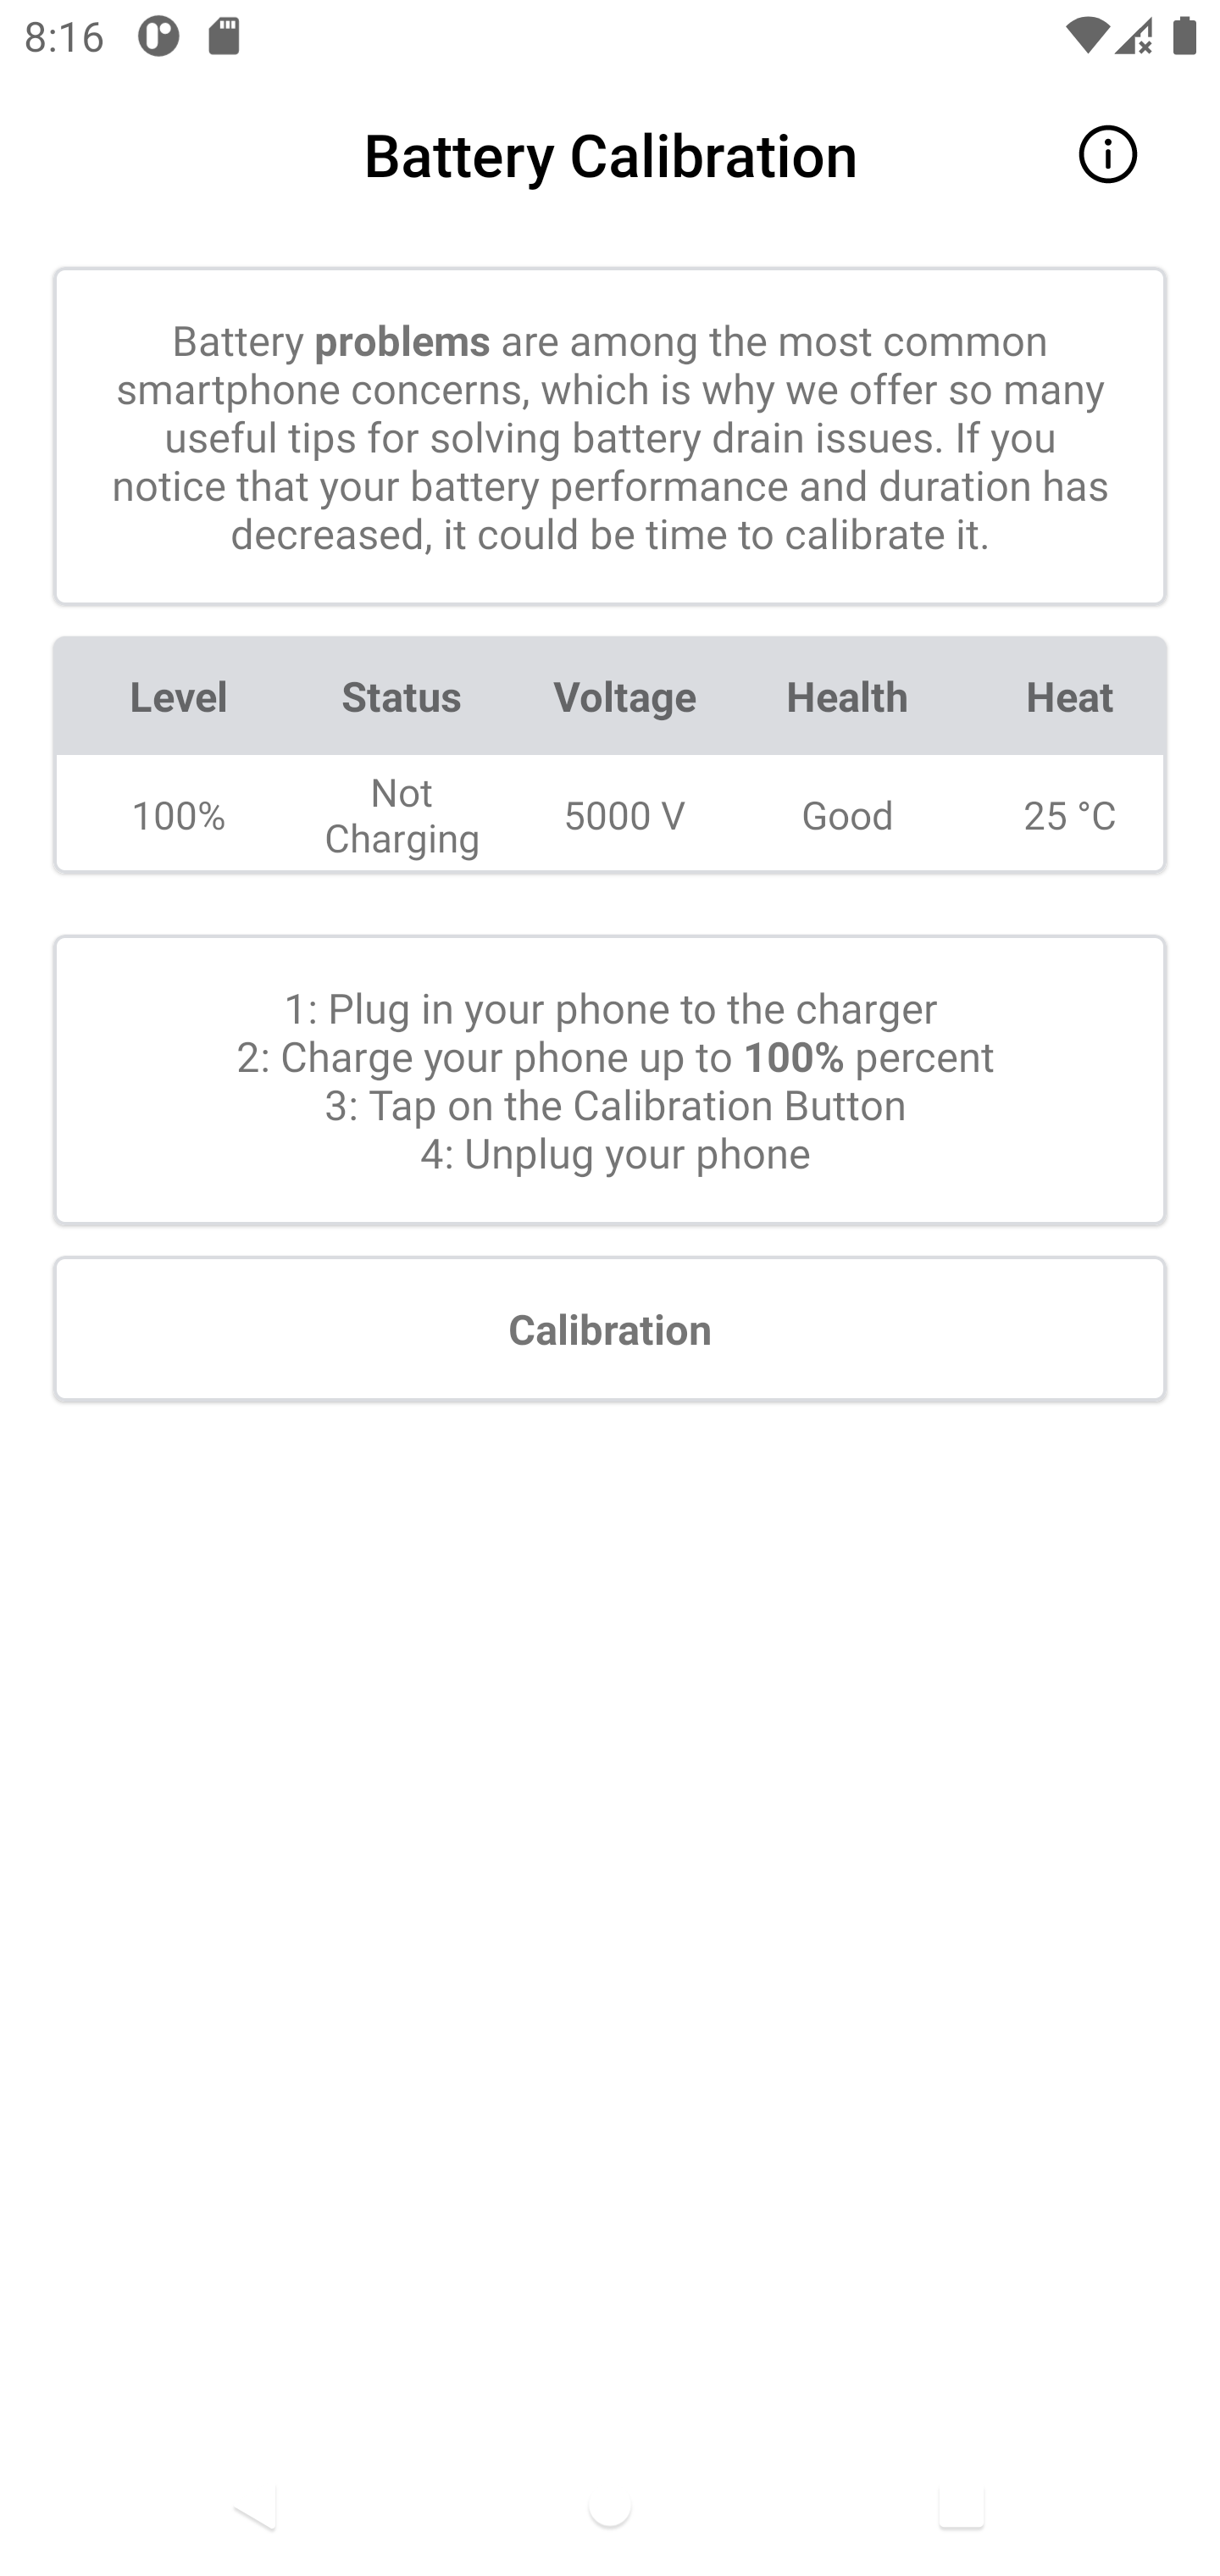 8:16
Battery Calibration
Battery problems are among the most common
smartphone concerns, which is why we offer so many
useful tips for solving battery drain issues. If you
notice that your battery performance and duration has
decreased, it could be time to calibrate it.
Level Status Voltage Health Heat
100% Not Charging 5000 V Good 25 °C
1: Plug in your phone to the charger
2: Charge your phone up to 100% percent
3: Tap on the Calibration Button
4: Unplug your phone
Calibration